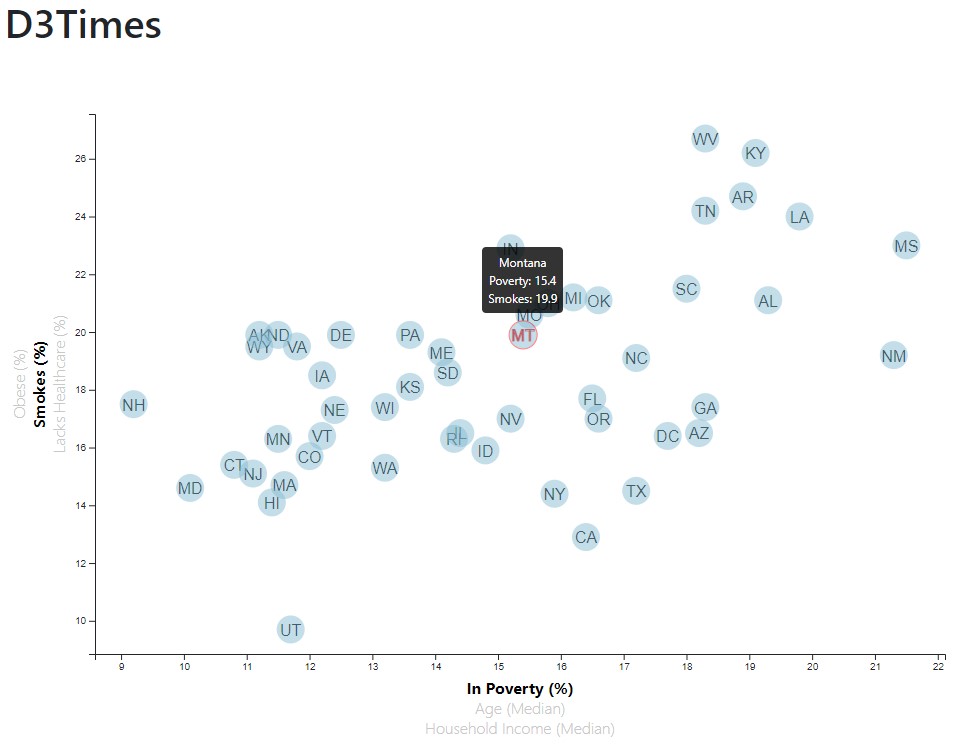 D3Times
26
24
22
20
18
16
14
12
10
Obese (%)
Smokes (%)
Lacks Healthcare (%)
WV
KY
AR
TN
LA
MS
IN
Montana
Poverty: 15.4
Smokes: 19.9
MI
OK
SC
AL
MO
MT
AK
ND
WY
VA
DE
PA
ME
SD
NC
NM
IA
KS
NH
NE
WI
NV
FL
OR
GA
MN
VT
CO
RI
IL
ID
DC
AZ
CT
NJ
MD
MA
HI
WA
NY
TX
CA
UT
9 10 11 12 13 14 15 16 17 18 19 20 21 22
In Poverty (%)
Age (Median)
Household Income (Median)